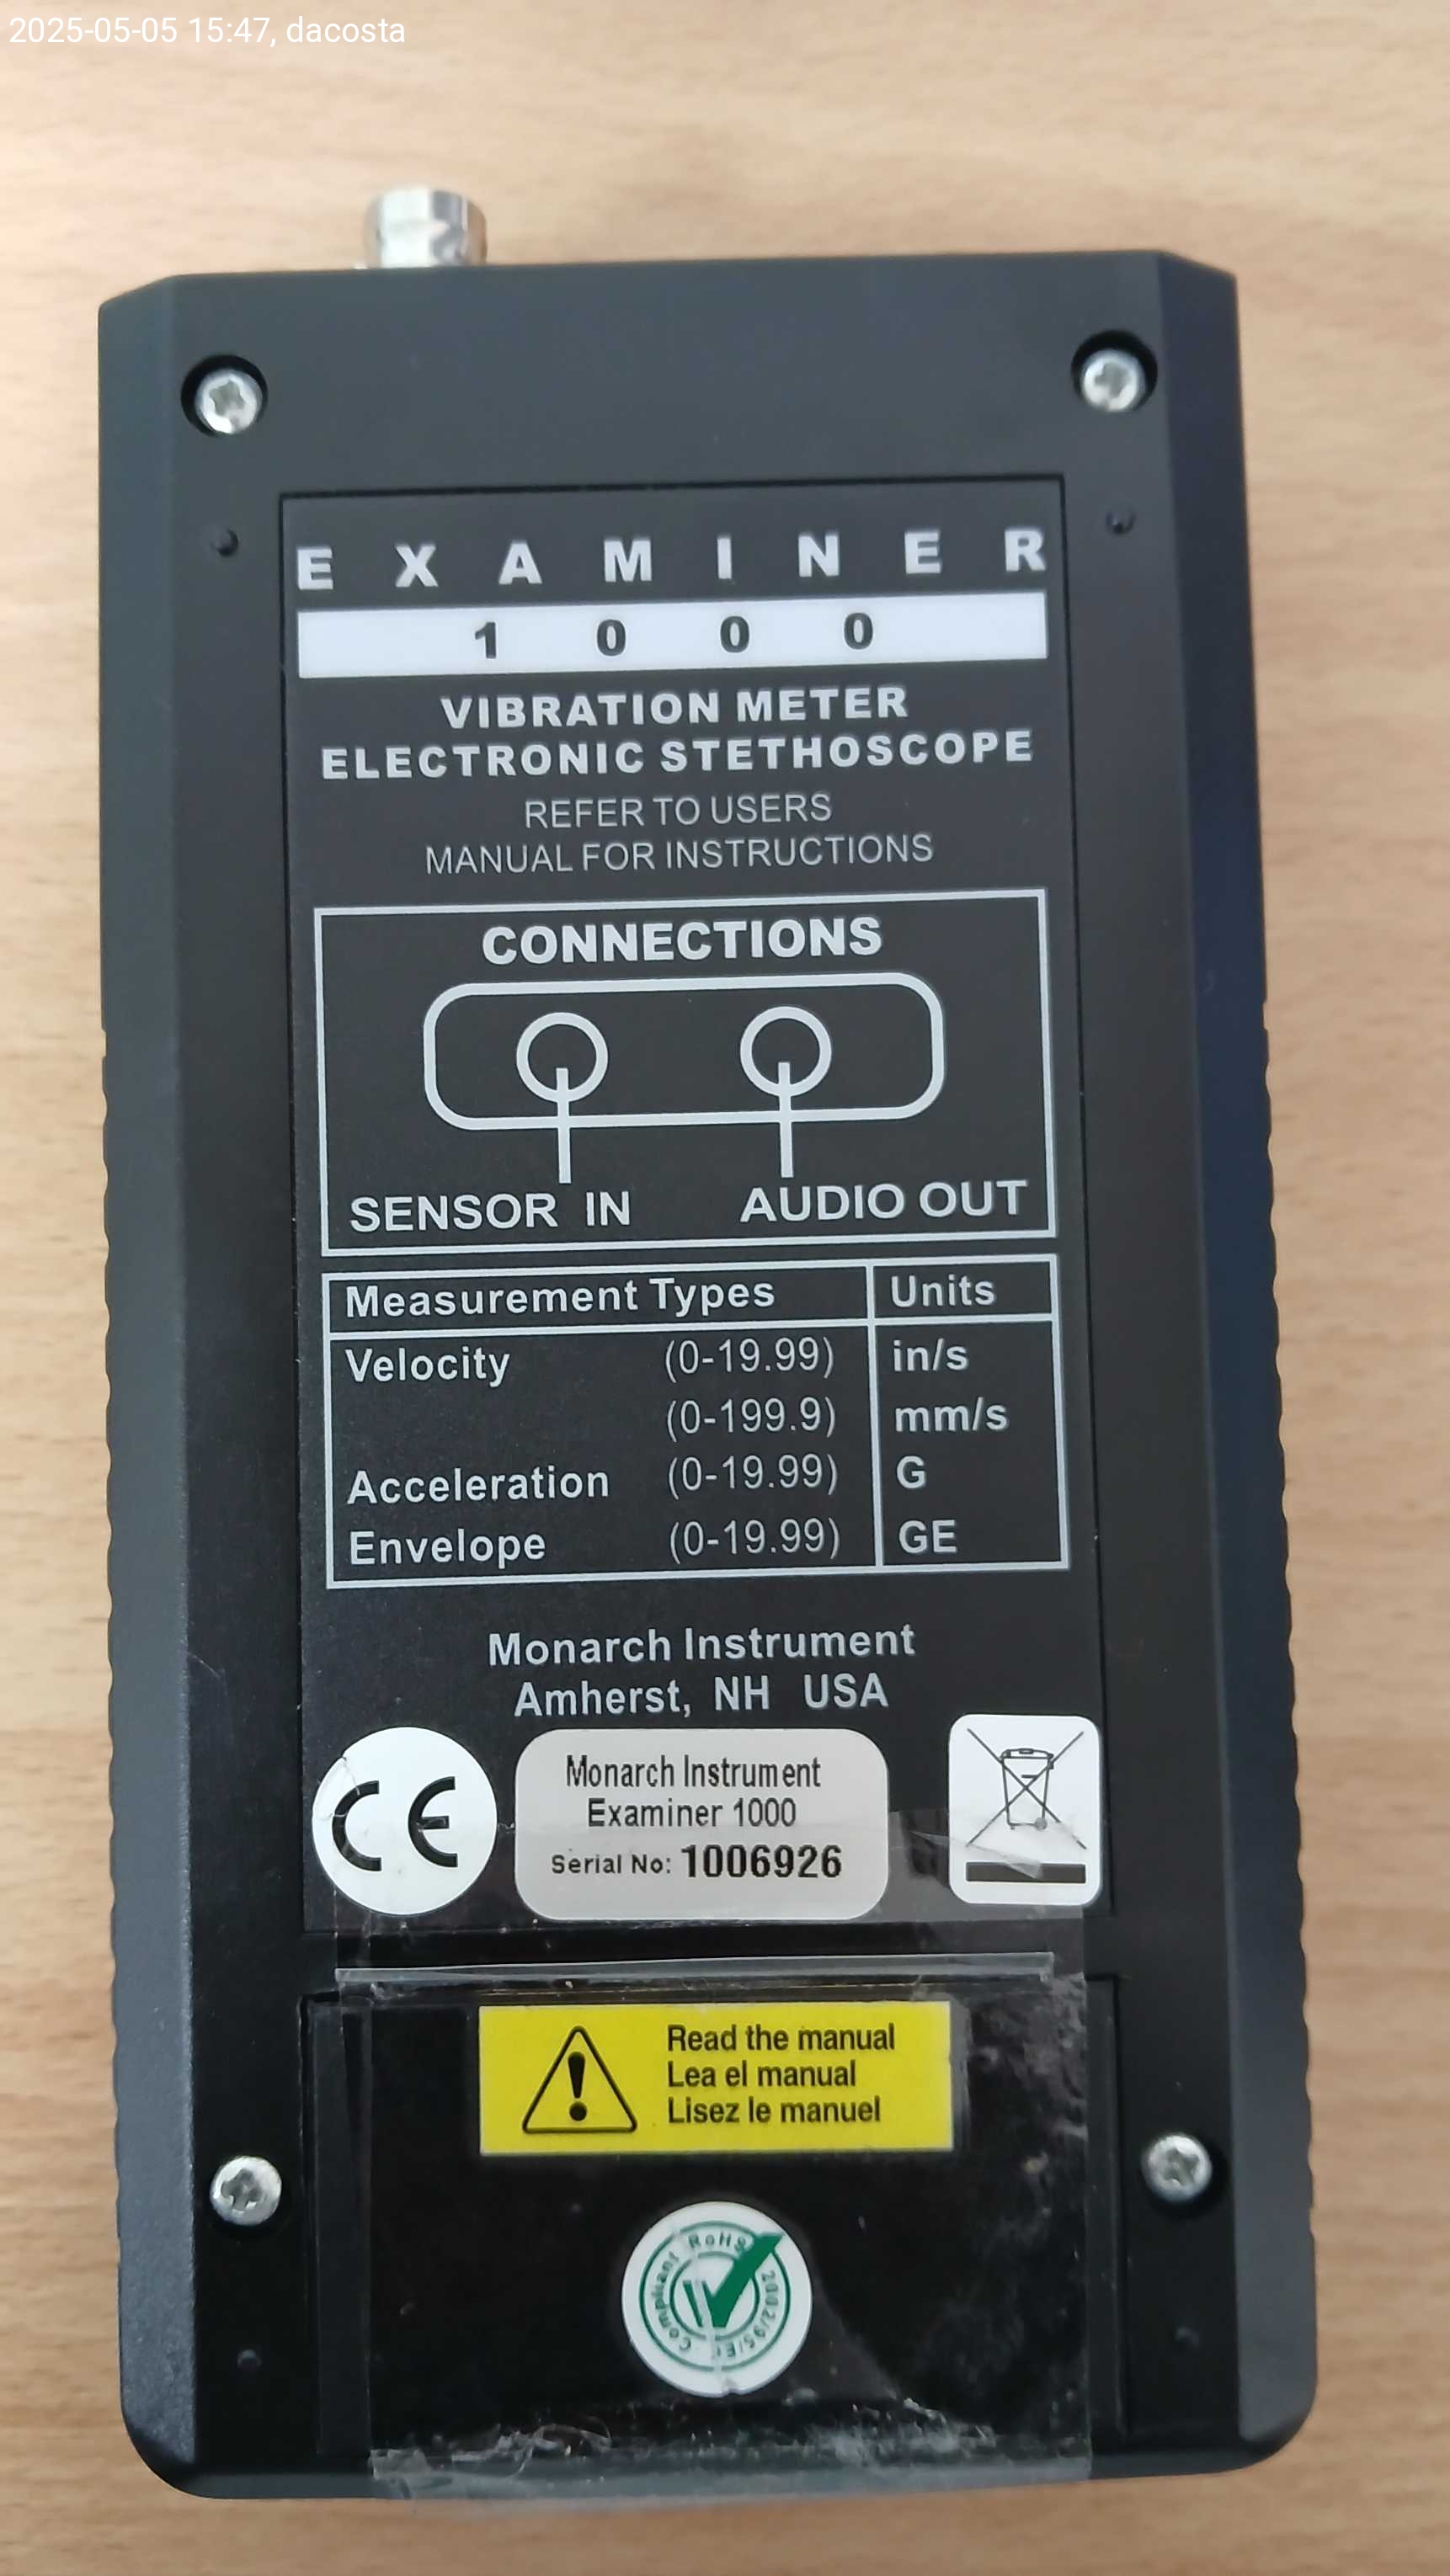 2025-05-05 15:47, dacosta
EXAMINER
1000
VIBRATION METER
ELECTRONIC STETHOSCOPE
REFER TO USERS
MANUAL FOR INSTRUCTIONS
CONNECTIONS
SENSOR IN AUDIO OUT
Measurement Types Units
Velocity (0-19.99) in/s
(0-199.9) mm/s
Acceleration (0-19.99) G
Envelope (0-19.99) GE
Monarch Instrument
Amherst, NH USA
CE
Monarch Instrument
Examiner 1000
Serial No: 1006926
Read the manual
Lea el manual
Lisez le manuel
Compliant RoHS 2002/95/EC